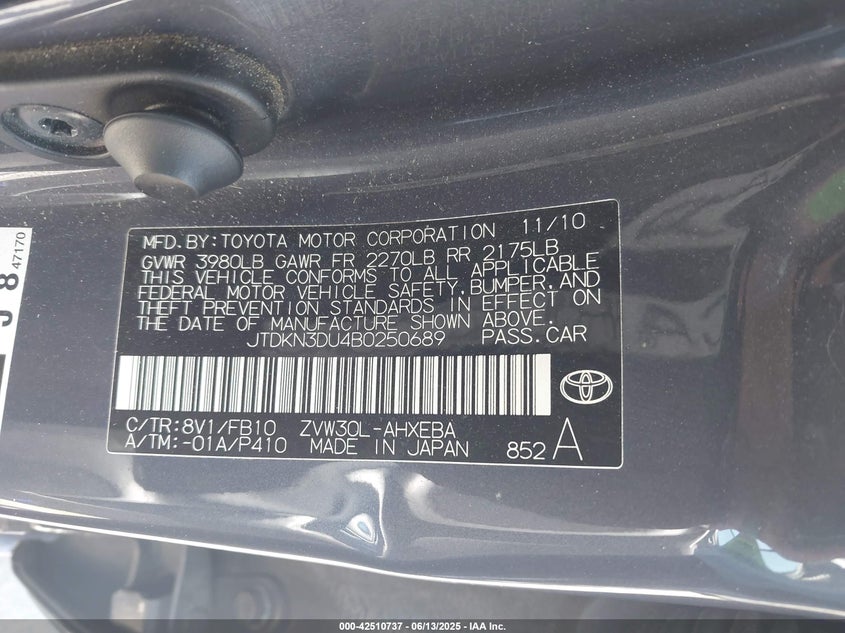 MFD.BY:TOYOTA MOTOR CORPORATION 11/10
GVWR 3980LB GAWR FR 2270LB RR 2175LB
THIS VEHICLE CONFORMS TO ALL APPLICABLE
FEDERAL MOTOR VEHICLE SAFETY,BUMPER,AND
THEFT PREVENTION STANDARDS IN EFFECT ON
THE DATE OF MANUFACTURE SHOWN ABOVE.
JTDKN3DU4B0250689 PASS.CAR
C/TR:8V1/FB10 ZVW30L-AHXEBA
A/TM:-01A/P410 MADE IN JAPAN 852 A
8 47170
000-42510737 - 06/13/2025 - IAA Inc.